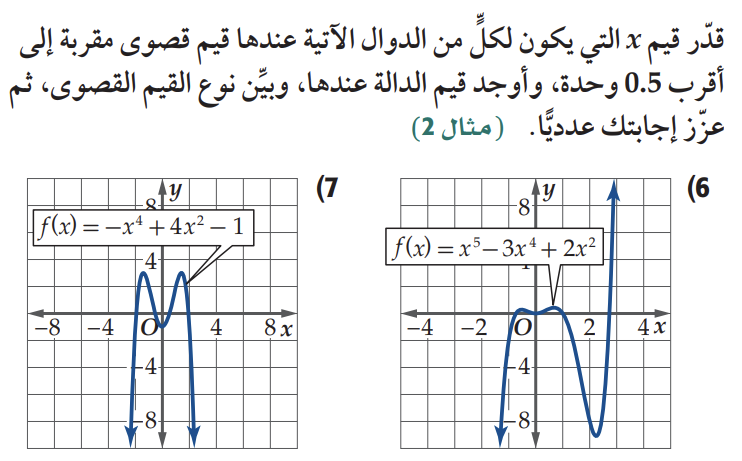 قدّر قيم x التي يكون لكلٍّ من الدوال الآتية عندها قيم قصوى مقربة إلى
أقرب 0.5 وحدة، وأوجد قيم الدالة عندها، وبيِّن نوع القيم القصوى، ثم
عزّز إجابتك عدديًّا. (مثال 2)
(6
y
8
f(x) = x⁵ − 3x⁴ + 2x²
−4 −2 O 2 4 x
−4
−8
(7
y
8
f(x) = −x⁴ + 4x² − 1
4
−8 −4 O 4 8 x
−4
−8